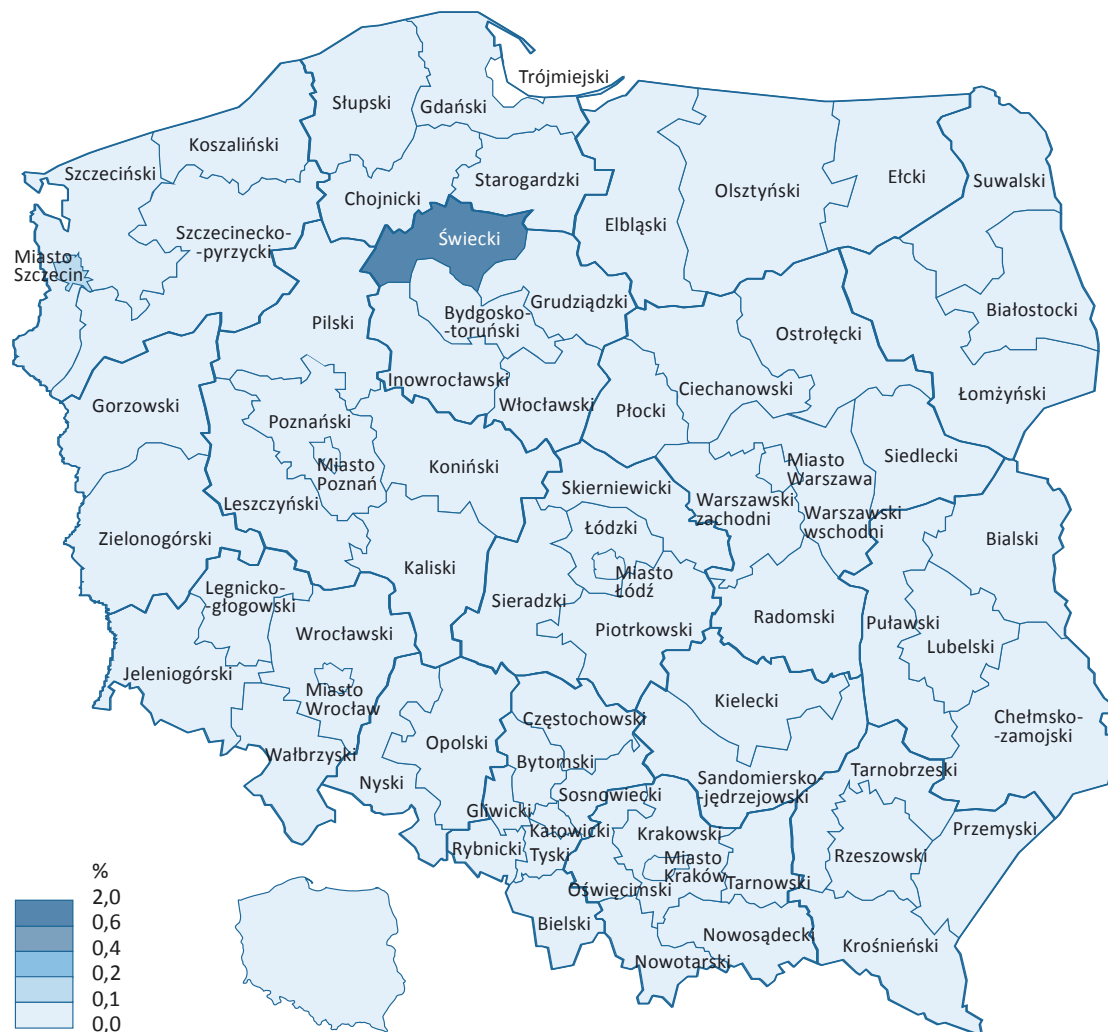 Trójmiejski
Słupski
Gdański
Koszaliński
Szczeciński
Starogardzki
Ełcki
Suwalski
Chojnicki
Olsztyński
Elbląski
Szczecinecko-
-pyrzycki
Świecki
Miasto
Szczecin
Grudziądzki
Bydgosko-
-toruński
Białostocki
Pilski
Ostrołęcki
Inowrocławski
Ciechanowski
Łomżyński
Gorzowski
Włocławski
Płocki
Poznański
Koniński
Miasto
Poznań
Miasto
Warszawa
Siedlecki
Skierniewicki
Leszczyński
Warszawski
zachodni
Warszawski
wschodni
Zielonogórski
Łódzki
Bialski
Kaliski
Miasto
Łódź
Legnicko-
-głogowski
Sieradzki
Radomski
Puławski
Wrocławski
Piotrkowski
Lubelski
Jeleniogórski
Miasto
Wrocław
Kielecki
Częstochowski
Chełmsko-
-zamojski
Opolski
Wałbrzyski
Bytomski
Tarnobrzeski
Nyski
Sandomiersko-
-jędrzejowski
Sosnowiecki
Gliwicki
Katowicki
Krakowski
Przemyski
Rybnicki
Tyski
Miasto
Kraków
Rzeszowski
Oświęciński
Tarnowski
Bielski
Nowosądecki
Krośnieński
Nowotarski
%
2,0
0,6
0,4
0,2
0,1
0,0